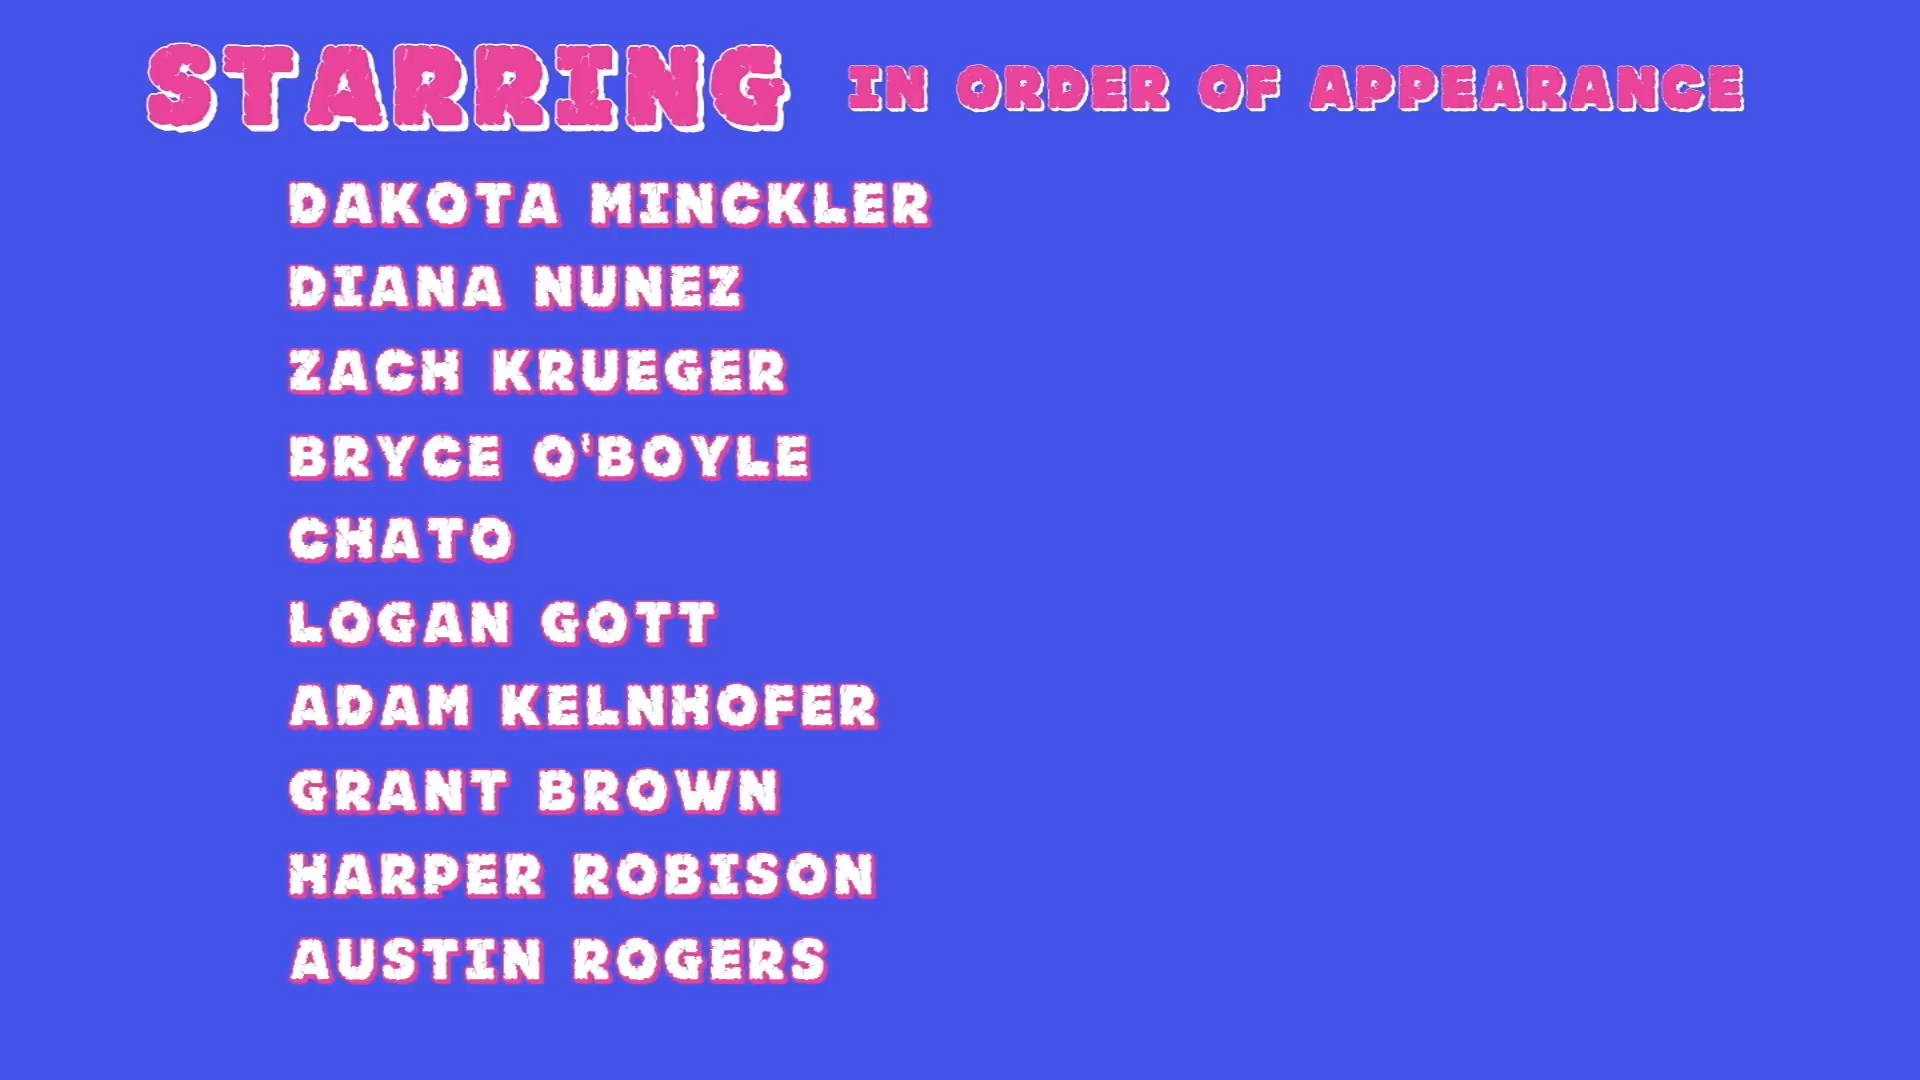 STARRING IN ORDER OF APPEARANCE
DAKOTA MINCKLER
DIANA NUNEZ
ZACH KRUEGER
BRYCE O'BOYLE
CHATO
LOGAN GOTT
ADAM KELNHOFER
GRANT BROWN
HARPER ROBISON
AUSTIN ROGERS